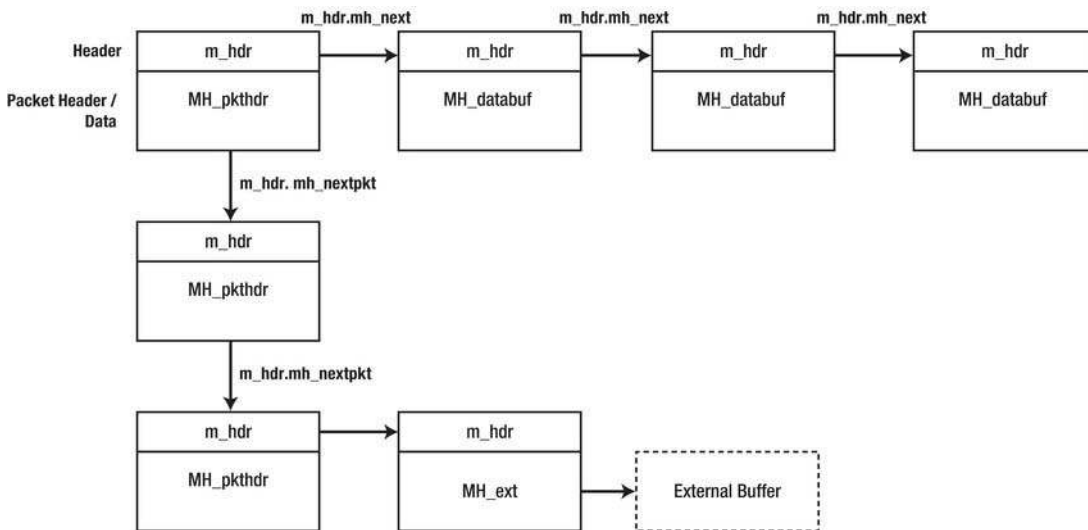 m_hdr.mh_next
m_hdr.mh_next
m_hdr.mh_next
Header
m_hdr
m_hdr
m_hdr
m_hdr
Packet Header /
Data
MH_pkthdr
MH_databuf
MH_databuf
MH_databuf
m_hdr. mh_nextpkt
m_hdr
MH_pkthdr
m_hdr.mh_nextpkt
m_hdr
m_hdr
MH_pkthdr
MH_ext
External Buffer